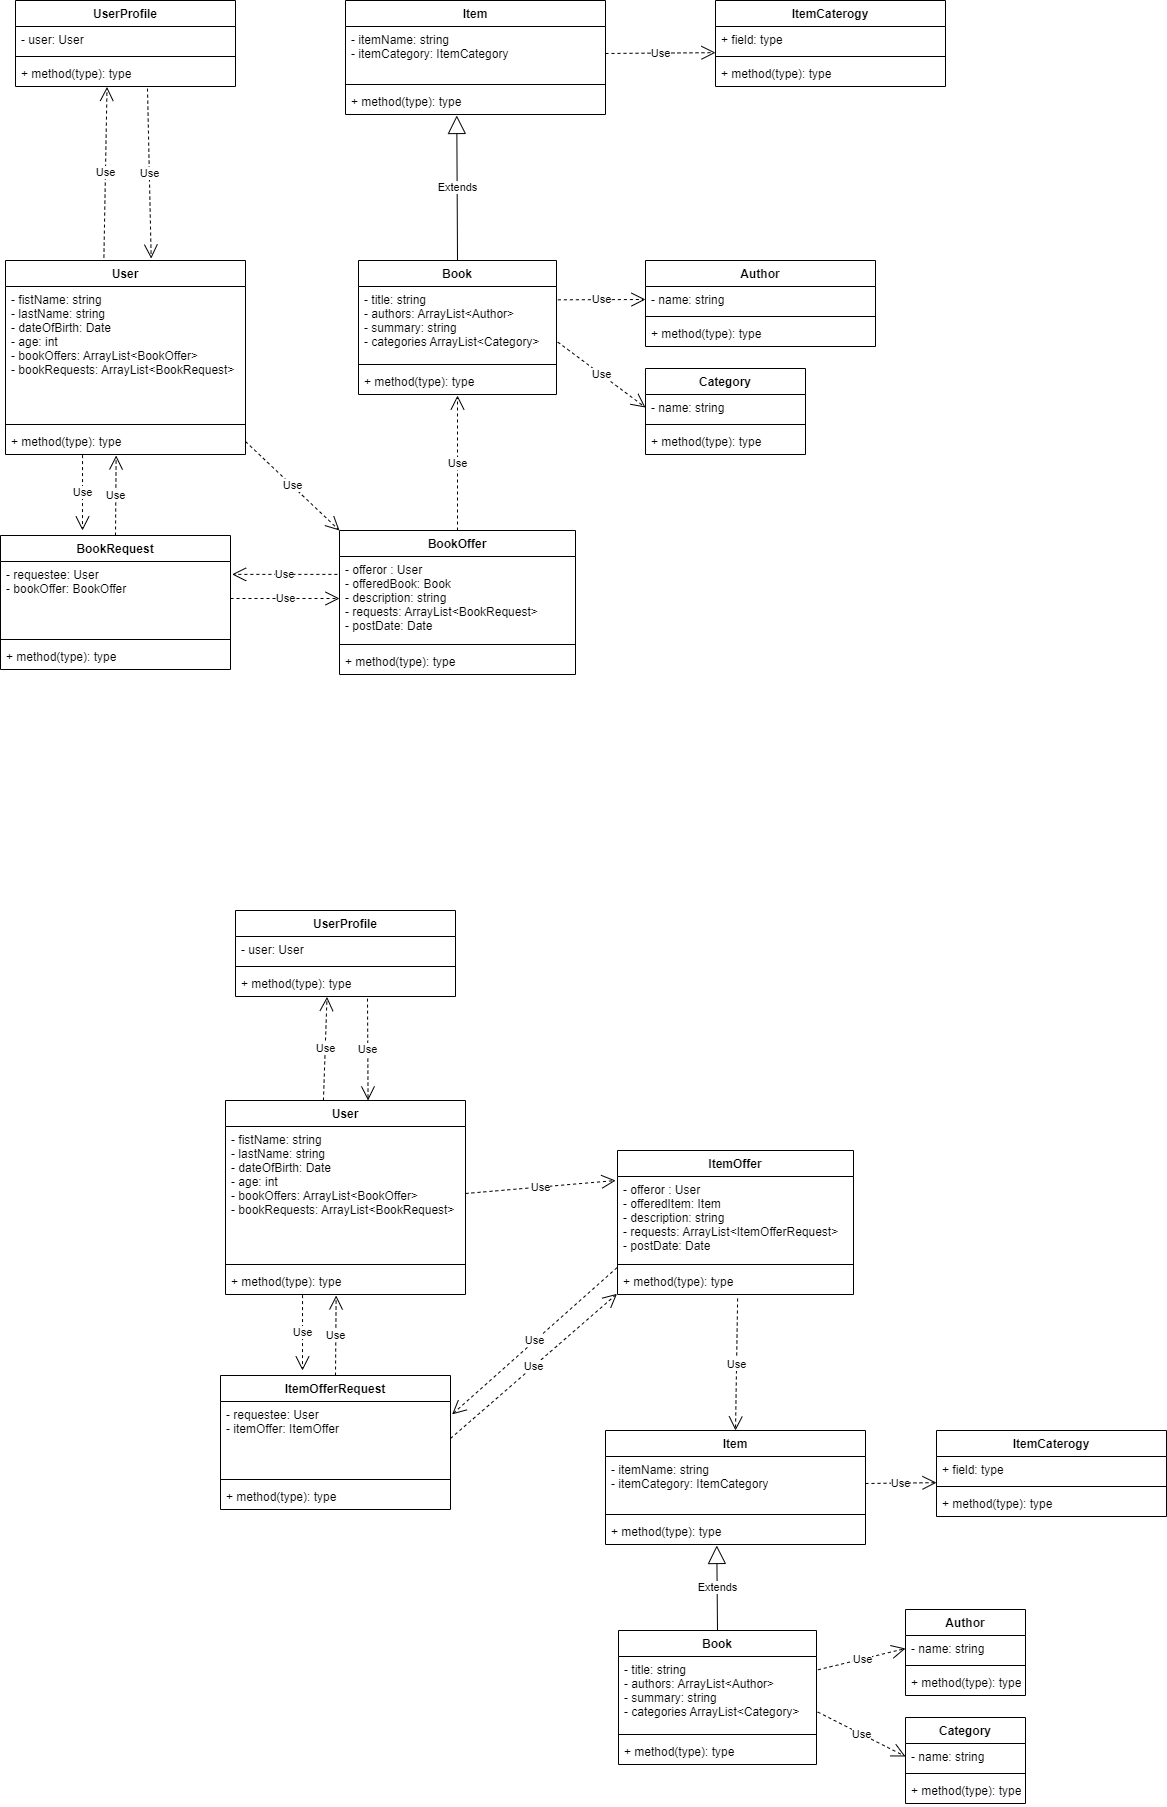 UserProfile
- user: User
+ method(type): type
Item
- itemName: string
- itemCategory: ItemCategory
+ method(type): type
Use
ItemCaterogy
+ field: type
+ method(type): type
Use
Use
Extends
User
- fistName: string
- lastName: string
- dateOfBirth: Date
- age: int
- bookOffers: ArrayList<BookOffer>
- bookRequests: ArrayList<BookRequest>
+ method(type): type
Book
- title: string
- authors: ArrayList<Author>
- summary: string
- categories ArrayList<Category>
+ method(type): type
Use
Author
- name: string
+ method(type): type
Use
Category
- name: string
+ method(type): type
Use
Use
Use
Use
BookRequest
- requestee: User
- bookOffer: BookOffer
+ method(type): type
Use
Use
BookOffer
- offeror : User
- offeredBook: Book
- description: string
- requests: ArrayList<BookRequest>
- postDate: Date
+ method(type): type
UserProfile
- user: User
+ method(type): type
Use
Use
User
- fistName: string
- lastName: string
- dateOfBirth: Date
- age: int
- bookOffers: ArrayList<BookOffer>
- bookRequests: ArrayList<BookRequest>
+ method(type): type
Use
ItemOffer
- offeror : User
- offeredItem: Item
- description: string
- requests: ArrayList<ItemOfferRequest>
- postDate: Date
+ method(type): type
Use
Use
Use
Use
Use
ItemOfferRequest
- requestee: User
- itemOffer: ItemOffer
+ method(type): type
Item
- itemName: string
- itemCategory: ItemCategory
+ method(type): type
Use
ItemCaterogy
+ field: type
+ method(type): type
Extends
Book
- title: string
- authors: ArrayList<Author>
- summary: string
- categories ArrayList<Category>
+ method(type): type
Use
Author
- name: string
+ method(type): type
Use
Category
- name: string
+ method(type): type